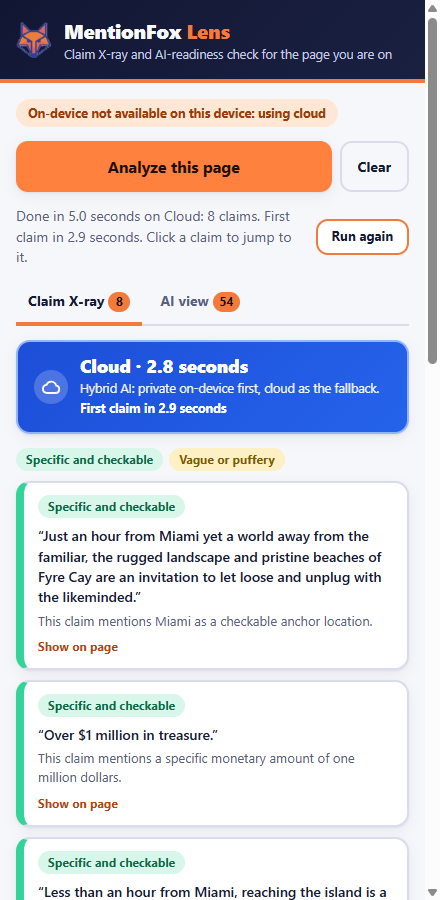 MentionFox Lens
Claim X-ray and AI-readiness check for the page you are on
On-device not available on this device: using cloud
Analyze this page
Clear
Done in 5.0 seconds on Cloud: 8 claims. First
claim in 2.9 seconds. Click a claim to jump to
it.
Run again
Claim X-ray 8
AI view 54
Cloud · 2.8 seconds
Hybrid AI: private on-device first, cloud as the fallback.
First claim in 2.9 seconds
Specific and checkable
Vague or puffery
Specific and checkable
“Just an hour from Miami yet a world away from the
familiar, the rugged landscape and pristine beaches of
Fyre Cay are an invitation to let loose and unplug with
the likeminded.”
This claim mentions Miami as a checkable anchor location.
Show on page
Specific and checkable
“Over $1 million in treasure.”
This claim mentions a specific monetary amount of one
million dollars.
Show on page
Specific and checkable
“Less than an hour from Miami, reaching the island is a